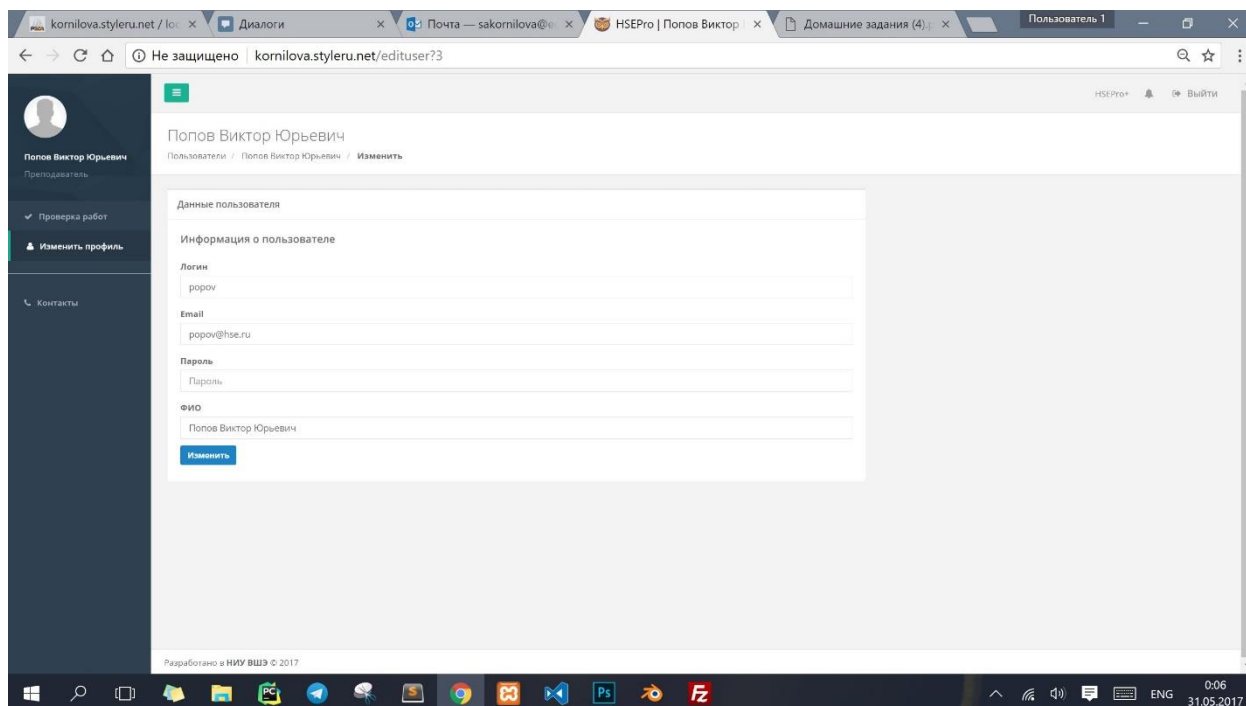 kornilova.styleru.net / loc
Диалоги
Почта — sakornilova@e
HSEPro | Попов Виктор
Домашние задания (4).p
Пользователь 1
Не защищено kornilova.styleru.net/edituser?3
HSEPro+ Выйти
Попов Виктор Юрьевич
Преподаватель
Проверка работ
Изменить профиль
Контакты
Попов Виктор Юрьевич
Пользователи / Попов Виктор Юрьевич / Изменить
Данные пользователя
Информация о пользователе
Логин
popov
Email
popov@hse.ru
Пароль
Пароль
ФИО
Попов Виктор Юрьевич
Изменить
Разработано в НИУ ВШЭ © 2017
PC
S
Ps
Fz
ENG
0:06
31.05.2017